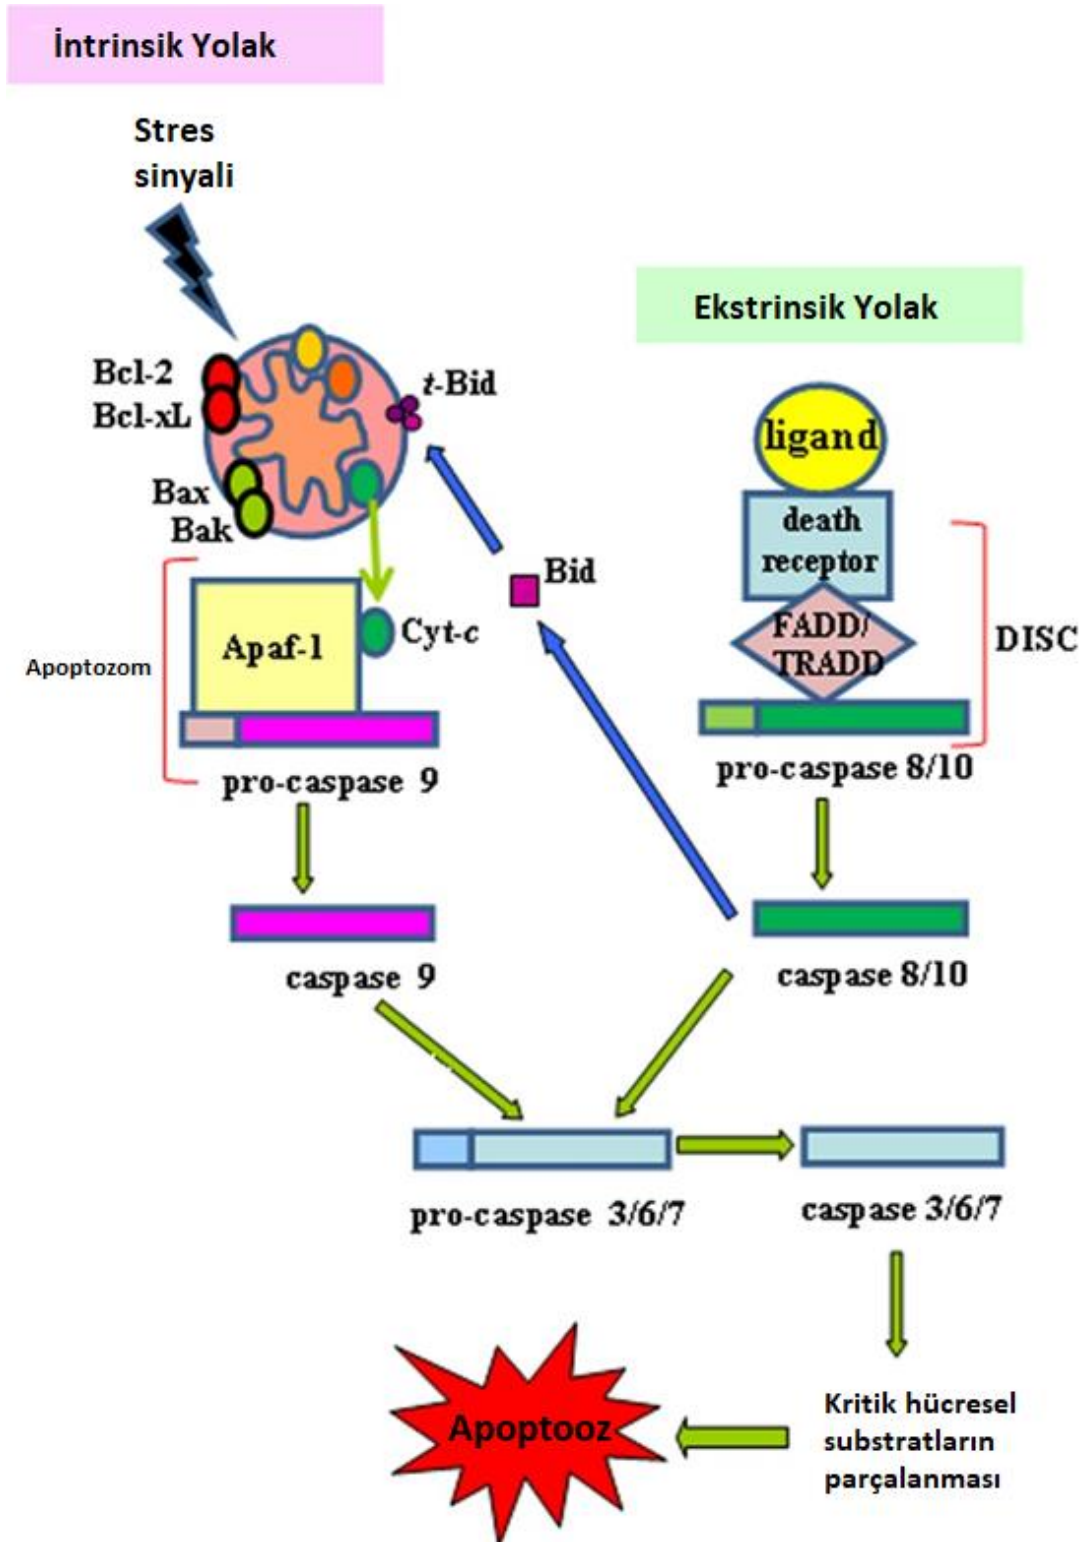 İntrinsik Yolak
Stres
sinyali
Ekstrinsik Yolak
Bcl-2
Bcl-xL
t-Bid
Bax
Bak
ligand
death
receptor
Bid
FADD/
TRADD
DISC
Apaf-1
Cyt-c
Apoptozom
pro-caspase 9
pro-caspase 8/10
caspase 9
caspase 8/10
pro-caspase 3/6/7
caspase 3/6/7
Kritik hücresel
substratların
parçalanması
Apoptooz